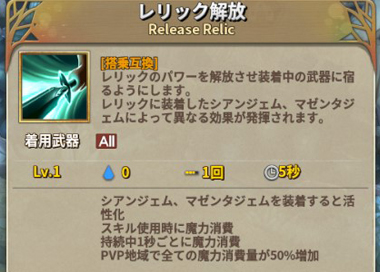 レリック解放
Release Relic
[搭乗互換]
レリックのパワーを解放させ装着中の武器に宿
るようにします。
レリックに装着したシアンジェム、マゼンタジ
ェムによって異なる効果が発揮されます。
着用武器 All
Lv.1 0 1回 5秒
シアンジェム、マゼンタジェムを装着すると活
性化
スキル使用時に魔力消費
持続中1秒ごとに魔力消費
PVP地域で全ての魔力消費量が50%増加